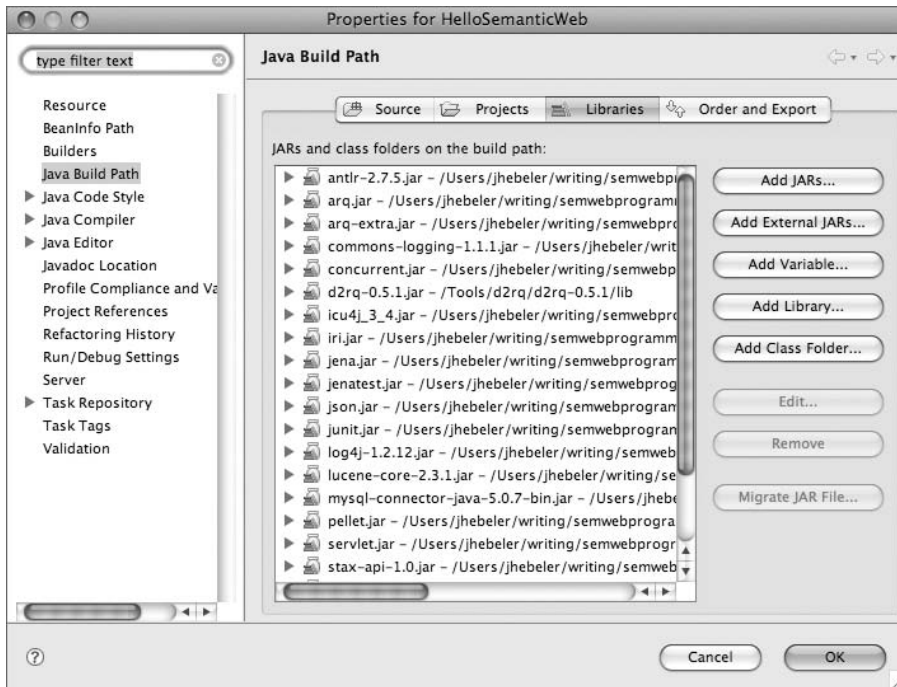 Properties for HelloSemanticWeb
type filter text
Java Build Path
Resource
BeanInfo Path
Builders
Java Build Path
Java Code Style
Java Compiler
Java Editor
Javadoc Location
Profile Compliance and Va
Project References
Refactoring History
Run/Debug Settings
Server
Task Repository
Task Tags
Validation
Source Projects Libraries Order and Export
JARs and class folders on the build path:
antlr-2.7.5.jar – /Users/jhebeler/writing/semwebpr
arq.jar – /Users/jhebeler/writing/semwebprogramm
arq-extra.jar – /Users/jhebeler/writing/semwebpro
commons-logging-1.1.1.jar – /Users/jhebeler/writ
concurrent.jar – /Users/jhebeler/writing/semwebp
d2rq-0.5.1.jar – /Tools/d2rq/d2rq-0.5.1/lib
icu4j_3_4.jar – /Users/jhebeler/writing/semwebpro
iri.jar – /Users/jhebeler/writing/semwebprogramm
jena.jar – /Users/jhebeler/writing/semwebprogram
jenatest.jar – /Users/jhebeler/writing/semwebprog
json.jar – /Users/jhebeler/writing/semwebprogram
junit.jar – /Users/jhebeler/writing/semwebprogran
log4j-1.2.12.jar – /Users/jhebeler/writing/semweb
lucene-core-2.3.1.jar – /Users/jhebeler/writing/se
mysql-connector-java-5.0.7-bin.jar – /Users/jhebe
pellet.jar – /Users/jhebeler/writing/semwebprogra
servlet.jar – /Users/jhebeler/writing/semwebprogr
stax-api-1.0.jar – /Users/jhebeler/writing/semweb
Add JARs...
Add External JARs...
Add Variable...
Add Library...
Add Class Folder...
Edit...
Remove
Migrate JAR File...
?
Cancel OK